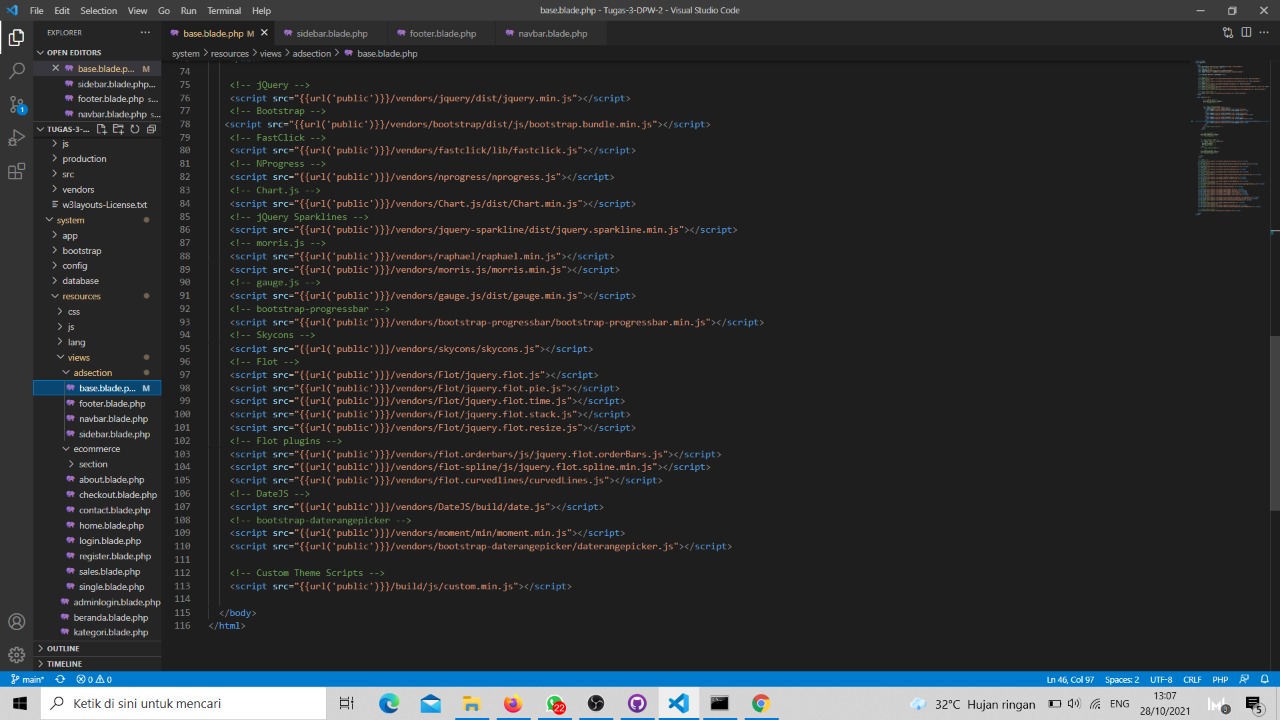 File Edit Selection View Go Run Terminal Help
base.blade.php - Tugas-3-DPW-2 - Visual Studio Code
EXPLORER
base.blade.php M
sidebar.blade.php
footer.blade.php
navbar.blade.php
system > resources > views > adsection > base.blade.php
OPEN EDITORS
base.blade.p... M
sidebar.blade.php...
footer.blade.php s...
navbar.blade.php s...
TUGAS-3-...
js
production
src
vendors
w3layouts-License.txt
system
app
bootstrap
config
database
resources
css
js
lang
views
adsection
base.blade.p... M
footer.blade.php
navbar.blade.php
sidebar.blade.php
ecommerce
section
about.blade.php
checkout.blade.php
contact.blade.php
home.blade.php
login.blade.php
register.blade.php
sales.blade.php
single.blade.php
adminlogin.blade.php
beranda.blade.php
kategori.blade.php
OUTLINE
TIMELINE
74
75 <!-- jQuery -->
76 <script src="{{url('public')}}/vendors/jquery/dist/jquery.min.js"></script>
77 <!-- Bootstrap -->
78 <script src="{{url('public')}}/vendors/bootstrap/dist/js/bootstrap.bundle.min.js"></script>
79 <!-- FastClick -->
80 <script src="{{url('public')}}/vendors/fastclick/lib/fastclick.js"></script>
81 <!-- NProgress -->
82 <script src="{{url('public')}}/vendors/nprogress/nprogress.js"></script>
83 <!-- Chart.js -->
84 <script src="{{url('public')}}/vendors/Chart.js/dist/Chart.min.js"></script>
85 <!-- jQuery Sparklines -->
86 <script src="{{url('public')}}/vendors/jquery-sparkline/dist/jquery.sparkline.min.js"></script>
87 <!-- morris.js -->
88 <script src="{{url('public')}}/vendors/raphael/raphael.min.js"></script>
89 <script src="{{url('public')}}/vendors/morris.js/morris.min.js"></script>
90 <!-- gauge.js -->
91 <script src="{{url('public')}}/vendors/gauge.js/dist/gauge.min.js"></script>
92 <!-- bootstrap-progressbar -->
93 <script src="{{url('public')}}/vendors/bootstrap-progressbar/bootstrap-progressbar.min.js"></script>
94 <!-- Skycons -->
95 <script src="{{url('public')}}/vendors/skycons/skycons.js"></script>
96 <!-- Flot -->
97 <script src="{{url('public')}}/vendors/Flot/jquery.flot.js"></script>
98 <script src="{{url('public')}}/vendors/Flot/jquery.flot.pie.js"></script>
99 <script src="{{url('public')}}/vendors/Flot/jquery.flot.time.js"></script>
100 <script src="{{url('public')}}/vendors/Flot/jquery.flot.stack.js"></script>
101 <script src="{{url('public')}}/vendors/Flot/jquery.flot.resize.js"></script>
102 <!-- Flot plugins -->
103 <script src="{{url('public')}}/vendors/flot.orderbars/js/jquery.flot.orderBars.js"></script>
104 <script src="{{url('public')}}/vendors/flot-spline/js/jquery.flot.spline.min.js"></script>
105 <script src="{{url('public')}}/vendors/flot.curvedlines/curvedLines.js"></script>
106 <!-- DateJS -->
107 <script src="{{url('public')}}/vendors/DateJS/build/date.js"></script>
108 <!-- bootstrap-daterangepicker -->
109 <script src="{{url('public')}}/vendors/moment/min/moment.min.js"></script>
110 <script src="{{url('public')}}/vendors/bootstrap-daterangepicker/daterangepicker.js"></script>
111
112 <!-- Custom Theme Scripts -->
113 <script src="{{url('public')}}/build/js/custom.min.js"></script>
114
115 </body>
116 </html>
1
main* 0 0
Ln 46, Col 97 Spaces: 2 UTF-8 CRLF PHP
Ketik di sini untuk mencari
22
32°C Hujan ringan
ENG
13:07
28/10/2021
5